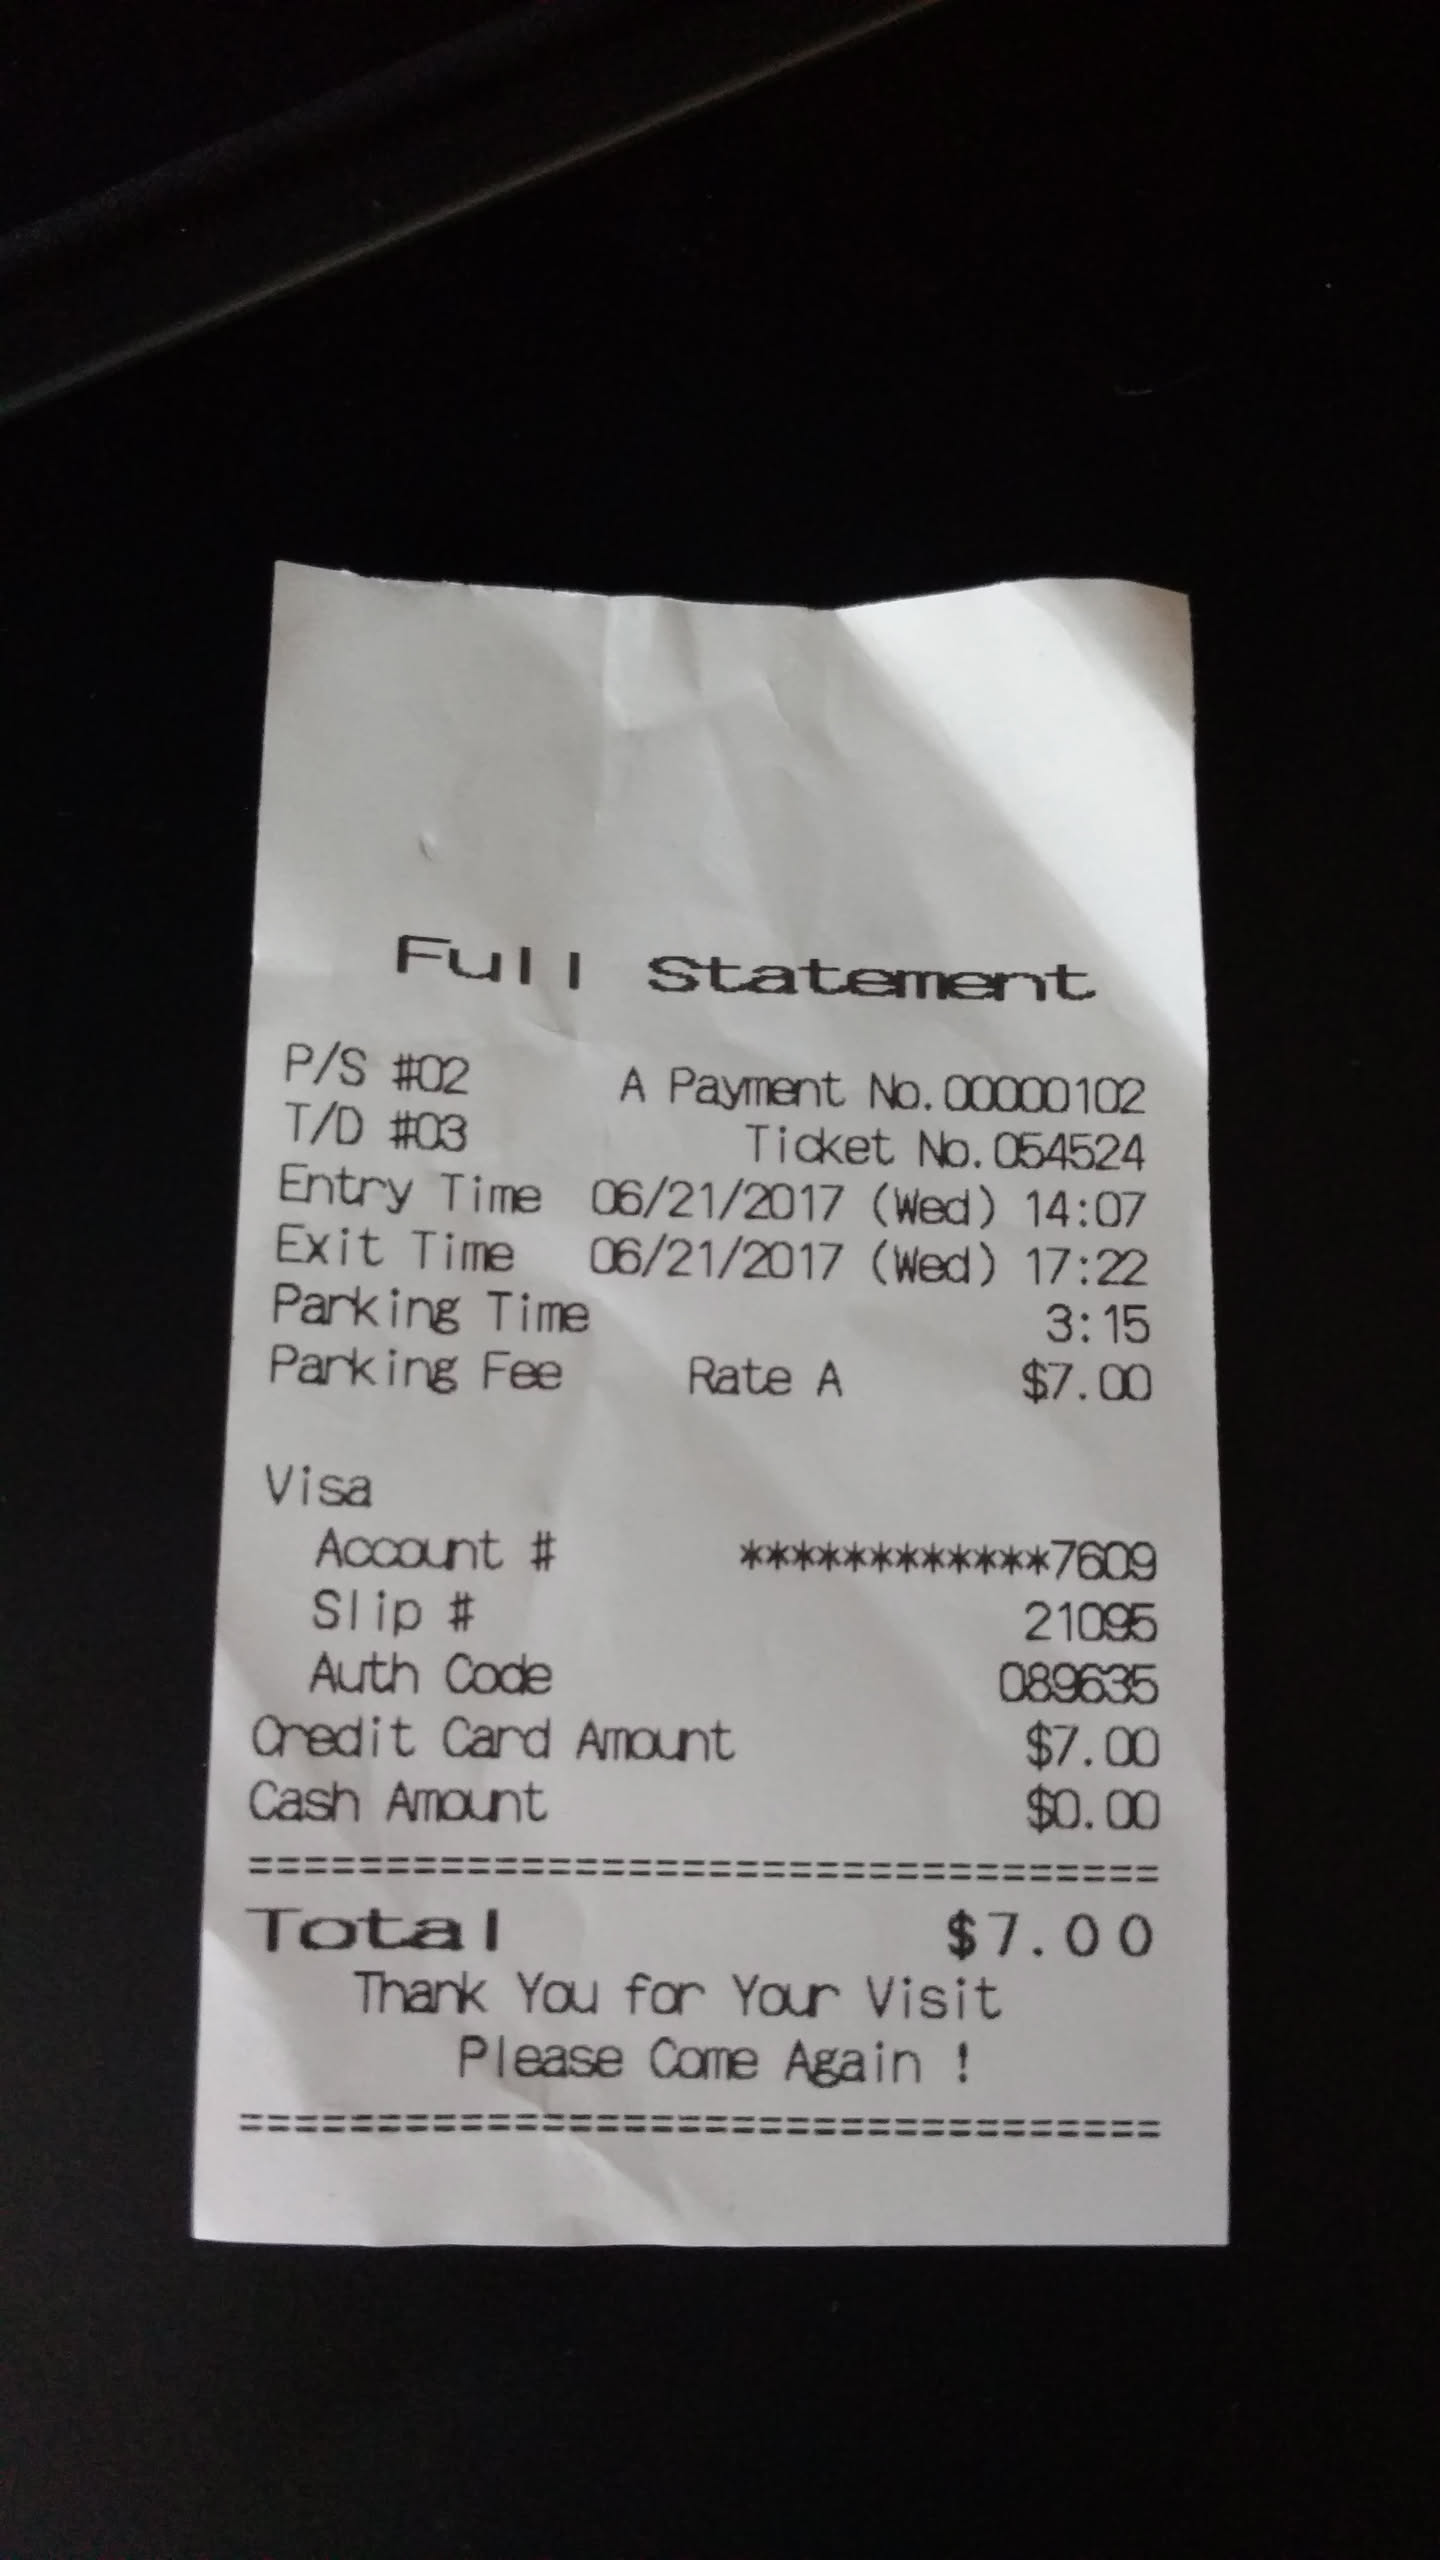 Full Statement
P/S #02 A Payment No.00000102
T/D #03 Ticket No.054524
Entry Time 06/21/2017 (Wed) 14:07
Exit Time 06/21/2017 (Wed) 17:22
Parking Time 3:15
Parking Fee Rate A $7.00
Visa
Account # ************7609
Slip # 21095
Auth Code 089635
Credit Card Amount $7.00
Cash Amount $0.00
=================================
Total $7.00
Thank You for Your Visit
Please Come Again !
=================================